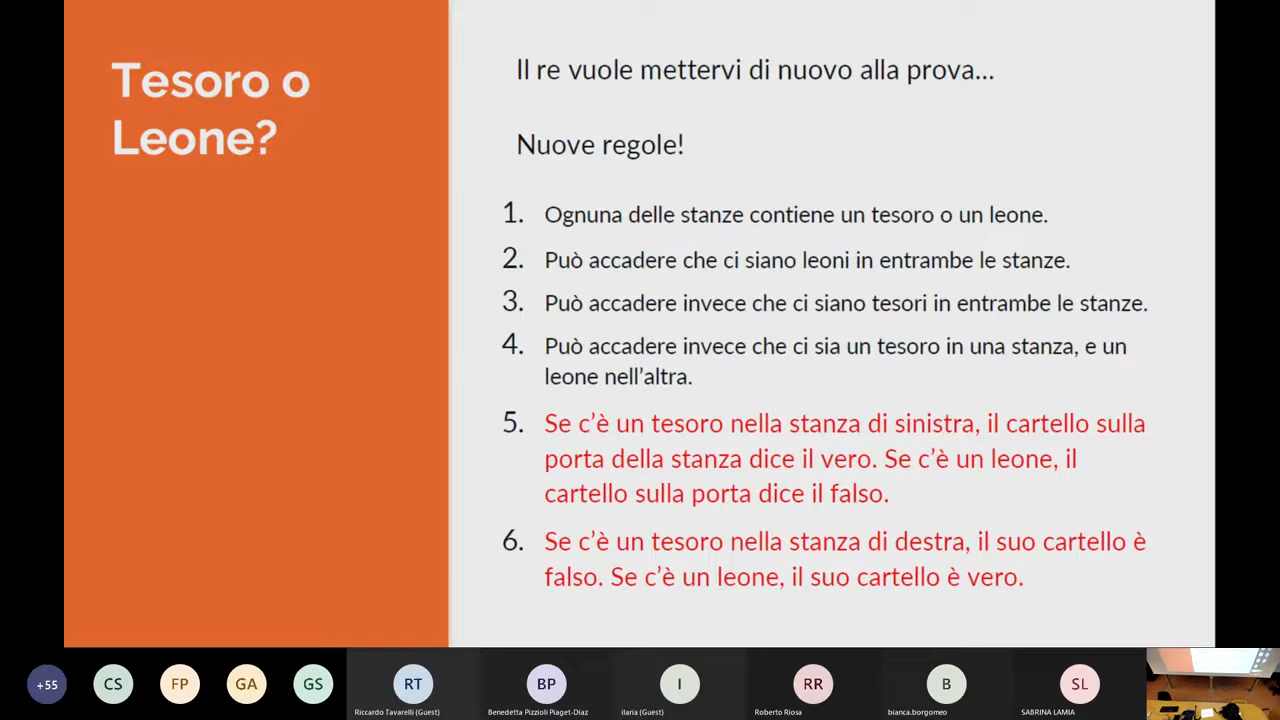 Tesoro o
Leone?
Il re vuole mettervi di nuovo alla prova...
Nuove regole!
1. Ognuna delle stanze contiene un tesoro o un leone.
2. Può accadere che ci siano leoni in entrambe le stanze.
3. Può accadere invece che ci siano tesori in entrambe le stanze.
4. Può accadere invece che ci sia un tesoro in una stanza, e un
leone nell'altra.
5. Se c'è un tesoro nella stanza di sinistra, il cartello sulla
porta della stanza dice il vero. Se c'è un leone, il
cartello sulla porta dice il falso.
6. Se c'è un tesoro nella stanza di destra, il suo cartello è
falso. Se c'è un leone, il suo cartello è vero.
+55 CS FP GA GS RT BP I RR B SL
Riccardo Tavarelli (Guest) Benedetta Pizzioli Piaget-Diaz ilaria (Guest) Roberto Riosa bianca.borgomeo SABRINA LAMIA